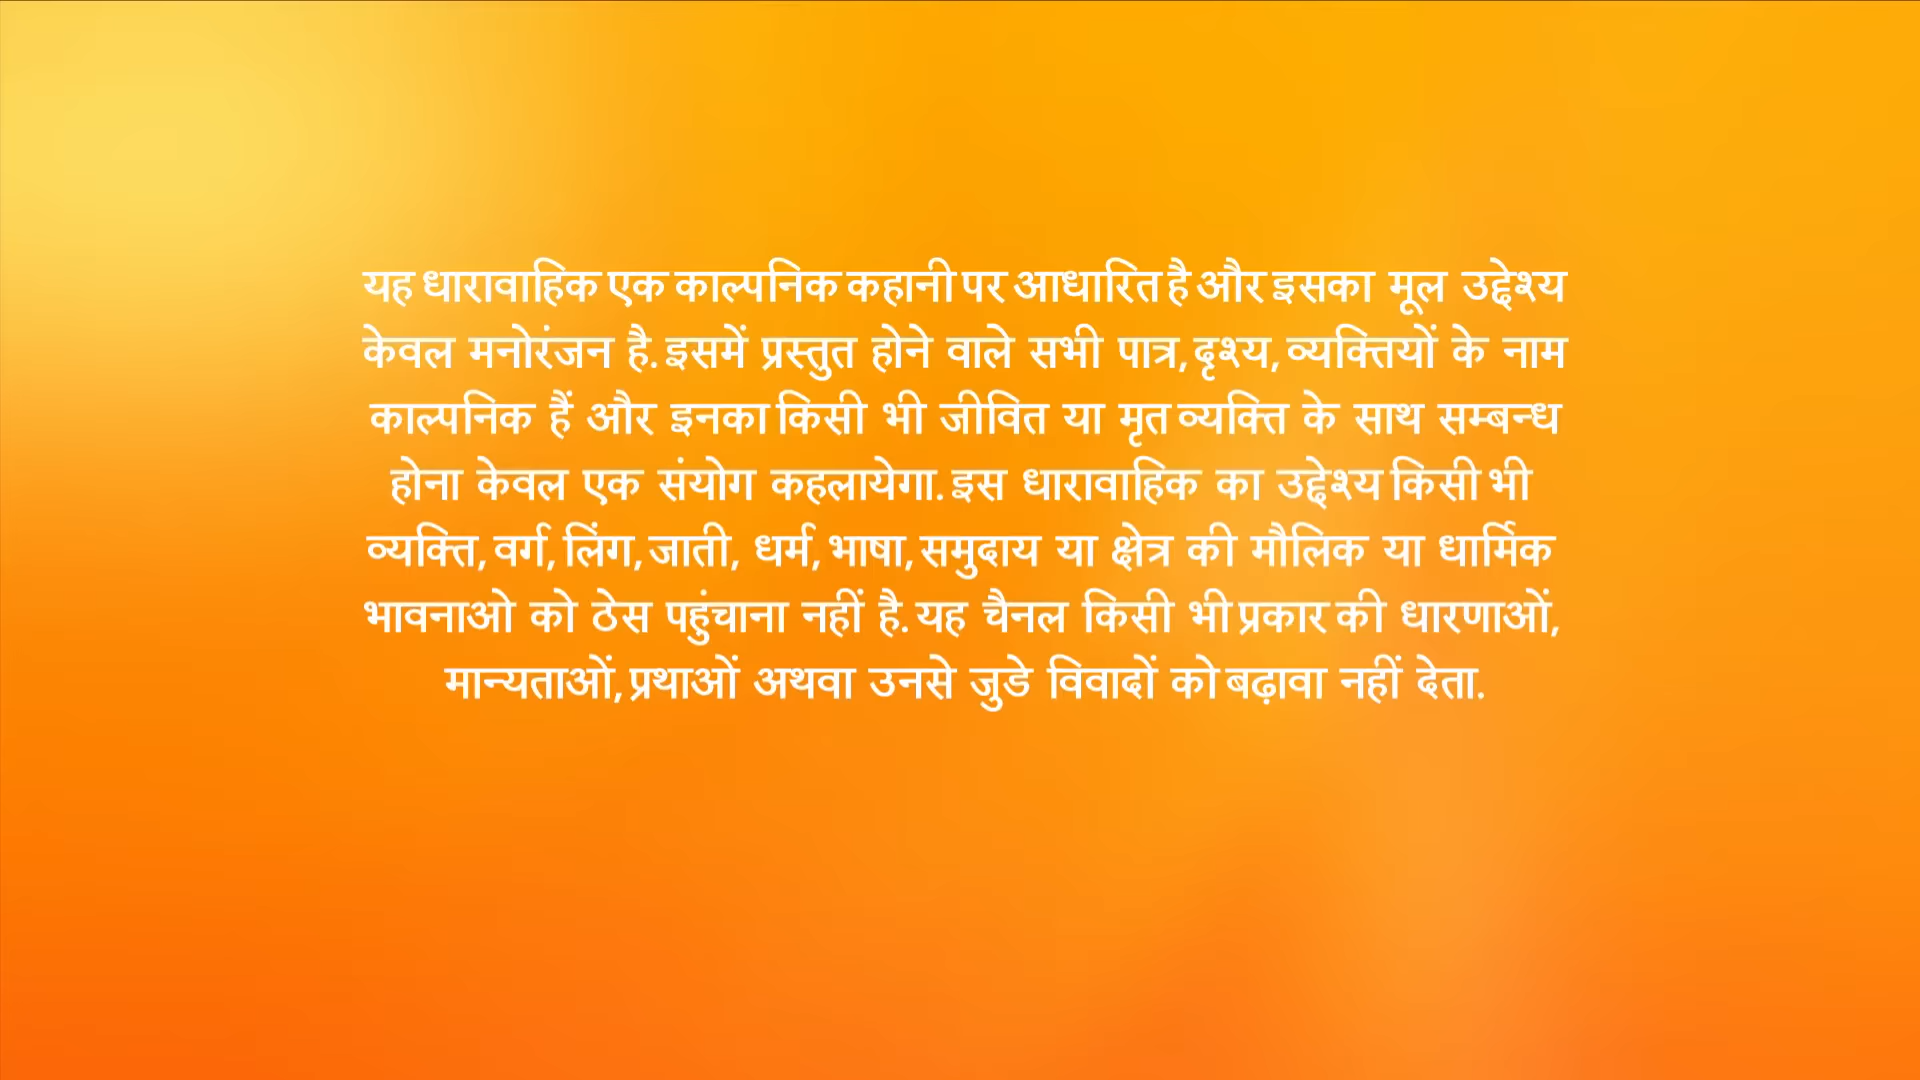 यह धारावाहिक एक काल्पनिक कहानी पर आधारित है और इसका मूल उद्देश्य
केवल मनोरंजन है. इसमें प्रस्तुत होने वाले सभी पात्र, दृश्य, व्यक्तियों के नाम
काल्पनिक हैं और इनका किसी भी जीवित या मृत व्यक्ति के साथ सम्बन्ध
होना केवल एक संयोग कहलायेगा. इस धारावाहिक का उद्देश्य किसी भी
व्यक्ति, वर्ग, लिंग, जाती, धर्म, भाषा, समुदाय या क्षेत्र की मौलिक या धार्मिक
भावनाओ को ठेस पहुंचाना नहीं है. यह चैनल किसी भी प्रकार की धारणाओं,
मान्यताओं, प्रथाओं अथवा उनसे जुडे विवादों को बढ़ावा नहीं देता.